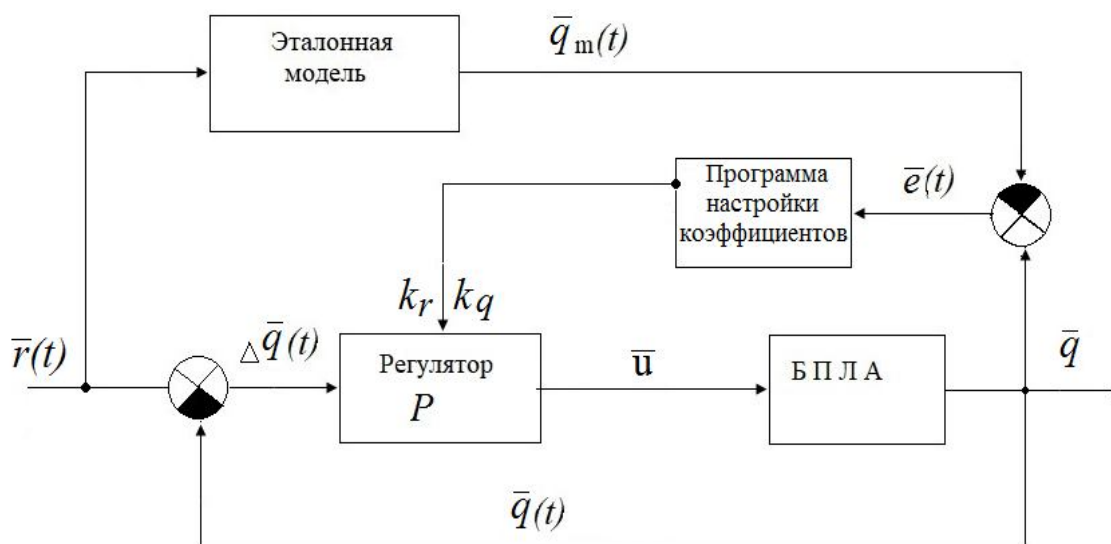 Эталонная
модель
q̅m(t)
Программа
настройки
коэффициентов
e̅(t)
kr kq
r̅(t)
△q̅(t)
Регулятор
P
u̅
Б П Л А
q̅
q̅(t)